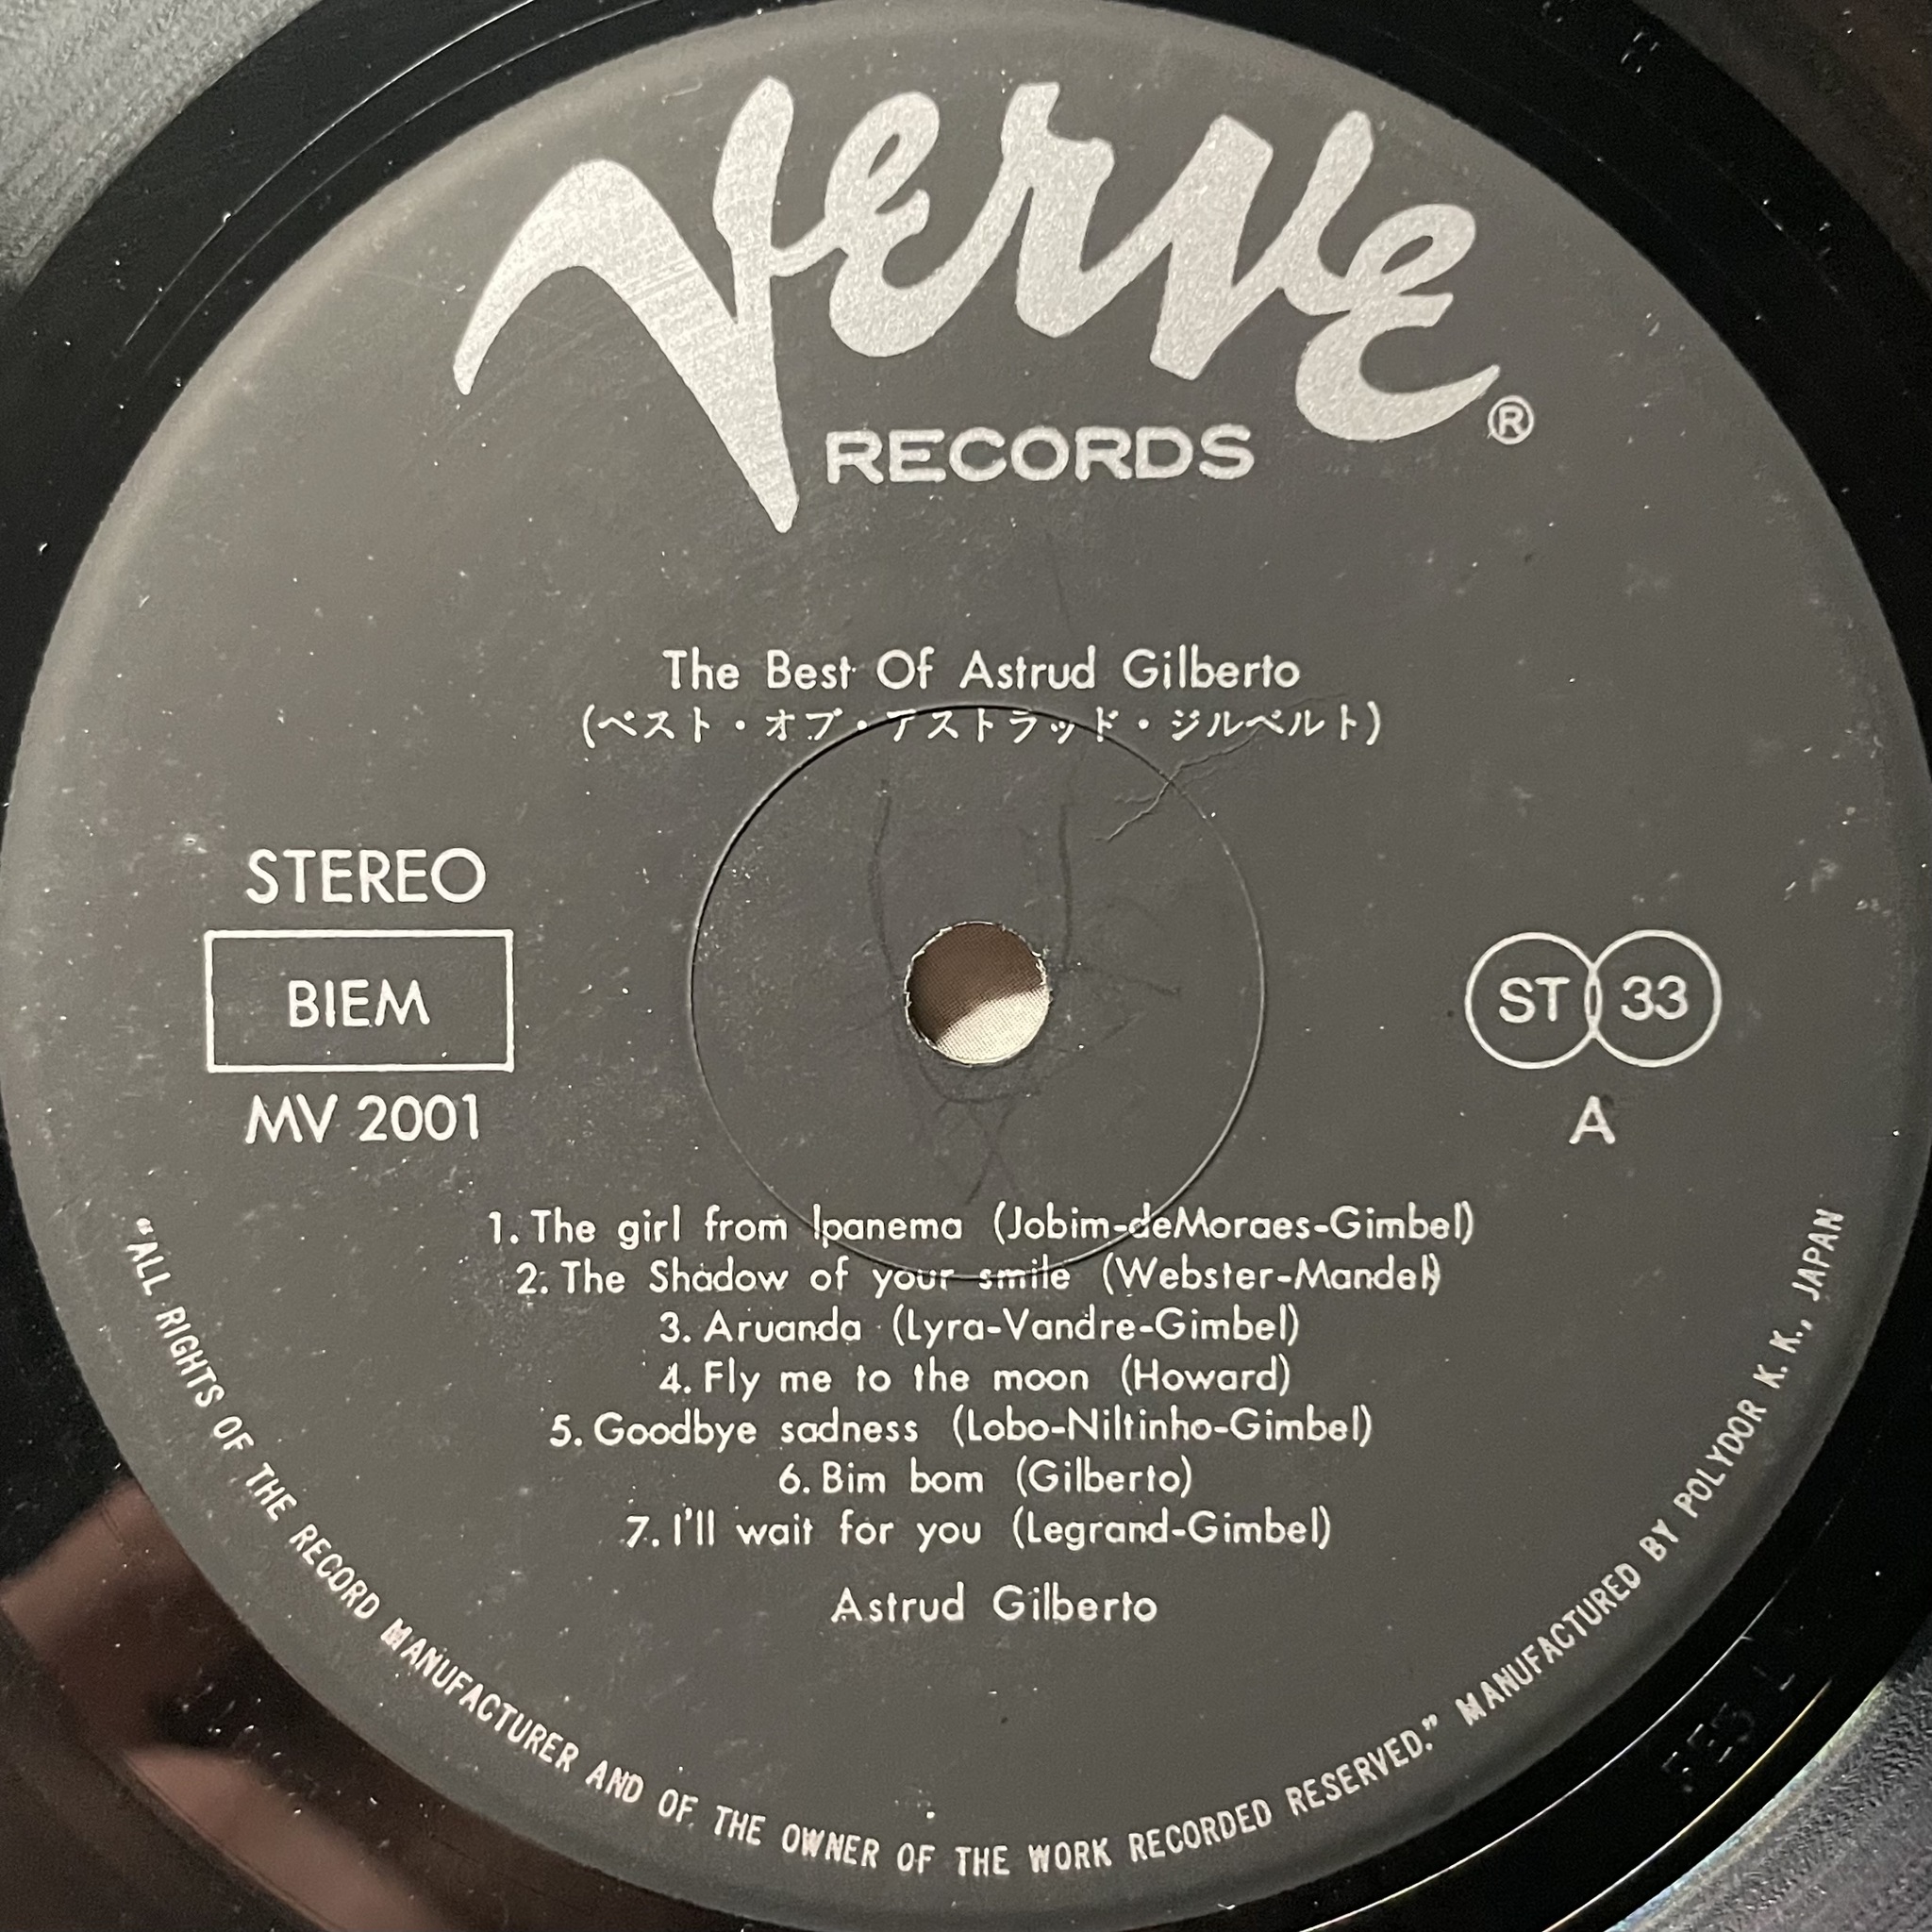 Verve ®
RECORDS
The Best Of Astrud Gilberto
(ベスト・オブ・アストラッド・ジルベルト)
STEREO
BIEM
MV 2001
ST 33
A
1. The girl from Ipanema (Jobim-deMoraes-Gimbel)
2. The Shadow of your smile (Webster-Mandel)
3. Aruanda (Lyra-Vandre-Gimbel)
4. Fly me to the moon (Howard)
5. Goodbye sadness (Lobo-Niltinho-Gimbel)
6. Bim bom (Gilberto)
7. I'll wait for you (Legrand-Gimbel)
Astrud Gilberto
"ALL RIGHTS OF THE RECORD MANUFACTURER AND OF THE OWNER OF THE WORK RECORDED RESERVED." MANUFACTURED BY POLYDOR K. K., JAPAN